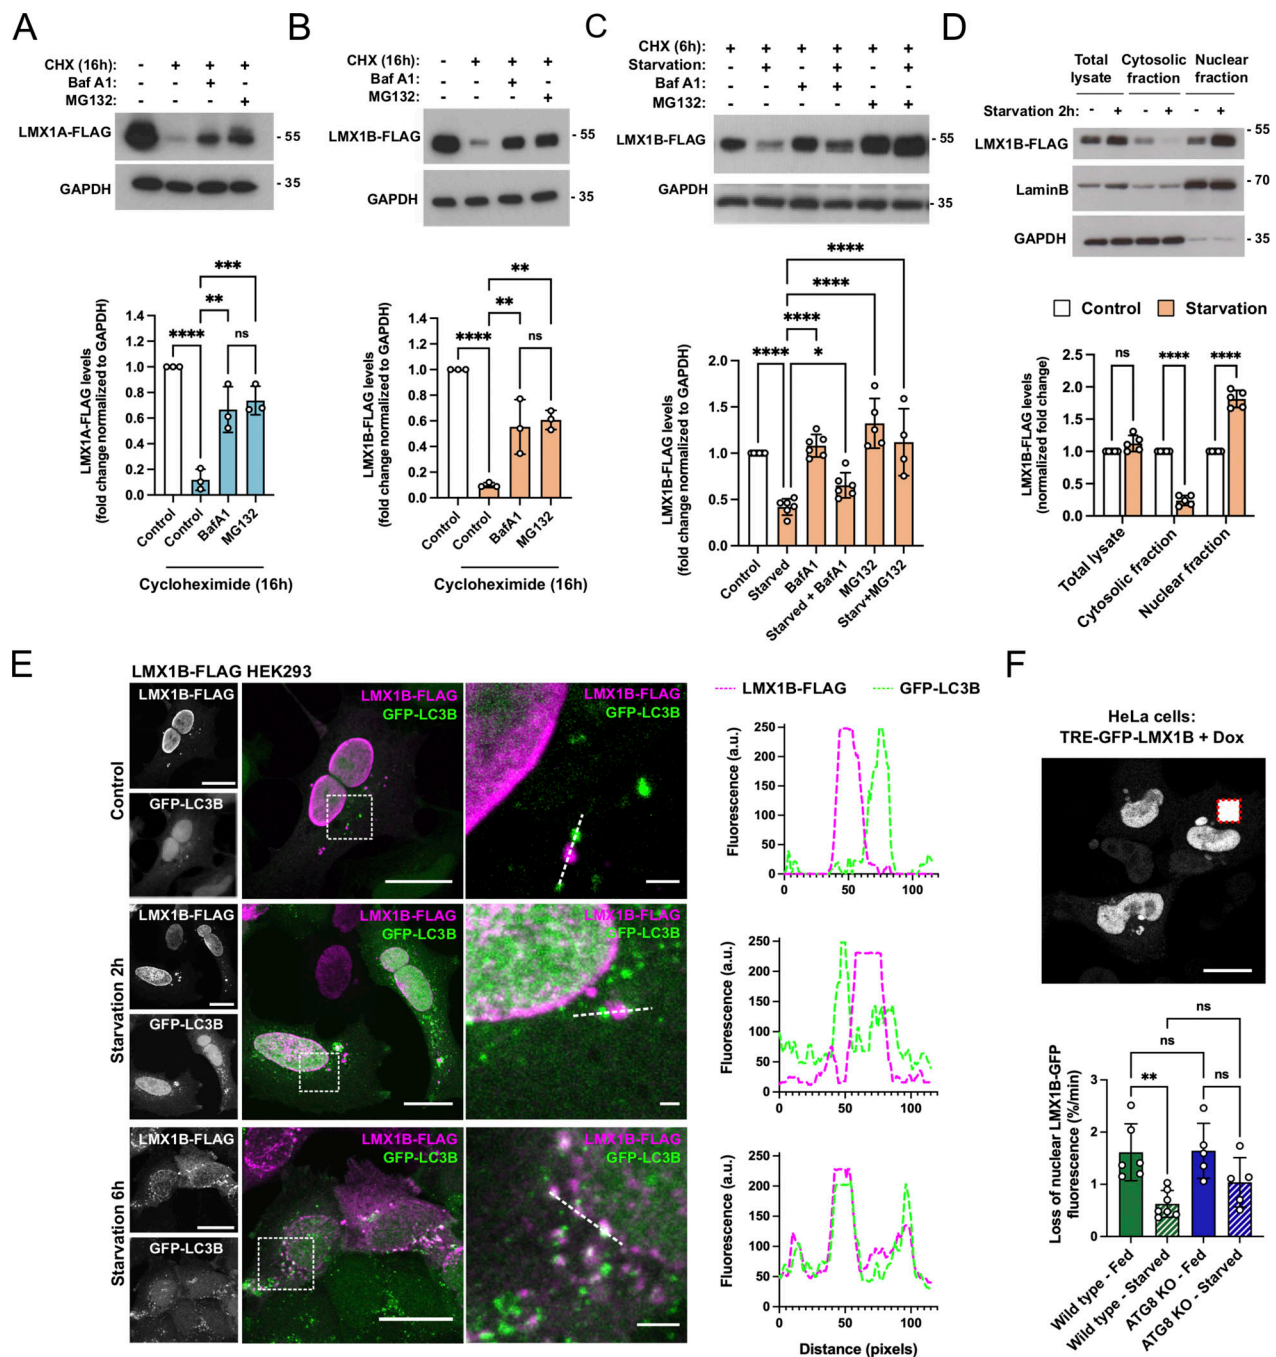 A
CHX (16h): - + + +
Baf A1: - - + -
MG132: - - - +
LMX1A-FLAG
- 55
GAPDH
- 35
LMX1A-FLAG levels
(fold change normalized to GAPDH)
1.4
1.2
1.0
0.8
0.6
0.4
0.2
0.0
****
**
***
ns
Control
Control
BafA1
MG132
Cycloheximide (16h)
B
CHX (16h): - + + +
Baf A1: - - + -
MG132: - - - +
LMX1B-FLAG
- 55
GAPDH
- 35
LMX1B-FLAG levels
(fold change normalized to GAPDH)
1.4
1.2
1.0
0.8
0.6
0.4
0.2
0.0
****
**
**
ns
Control
Control
BafA1
MG132
Cycloheximide (16h)
C
CHX (6h): + + + + + +
Starvation: - + - + - +
Baf A1: - - + + - -
MG132: - - - - + +
LMX1B-FLAG
- 55
GAPDH
- 35
LMX1B-FLAG levels
(fold change normalized to GAPDH)
2.0
1.5
1.0
0.5
0.0
****
****
*
****
****
Control
Starved
BafA1
Starved + BafA1
MG132
Starv+MG132
D
Total lysate
Cytosolic fraction
Nuclear fraction
Starvation 2h: - + - + - +
LMX1B-FLAG
- 55
LaminB
- 70
GAPDH
- 35
Control
Starvation
LMX1B-FLAG levels
(normalized fold change)
2.5
2.0
1.5
1.0
0.5
0.0
ns
****
****
Total lysate
Cytosolic fraction
Nuclear fraction
E
LMX1B-FLAG HEK293
Control
LMX1B-FLAG
GFP-LC3B
LMX1B-FLAG
GFP-LC3B
LMX1B-FLAG
GFP-LC3B
Starvation 2h
LMX1B-FLAG
GFP-LC3B
LMX1B-FLAG
GFP-LC3B
LMX1B-FLAG
GFP-LC3B
Starvation 6h
LMX1B-FLAG
GFP-LC3B
LMX1B-FLAG
GFP-LC3B
LMX1B-FLAG
GFP-LC3B
LMX1B-FLAG
GFP-LC3B
Fluorescence (a.u.)
250
200
150
100
50
0
0 50 100
Fluorescence (a.u.)
250
200
150
100
50
0
0 50 100
Fluorescence (a.u.)
250
200
150
100
50
0
0 50 100
Distance (pixels)
F
HeLa cells:
TRE-GFP-LMX1B + Dox
Loss of nuclear LMX1B-GFP
fluorescence (%/min)
3
2
1
0
ns
ns
**
ns
Wild type - Fed
Wild type - Starved
ATG8 KO - Fed
ATG8 KO - Starved